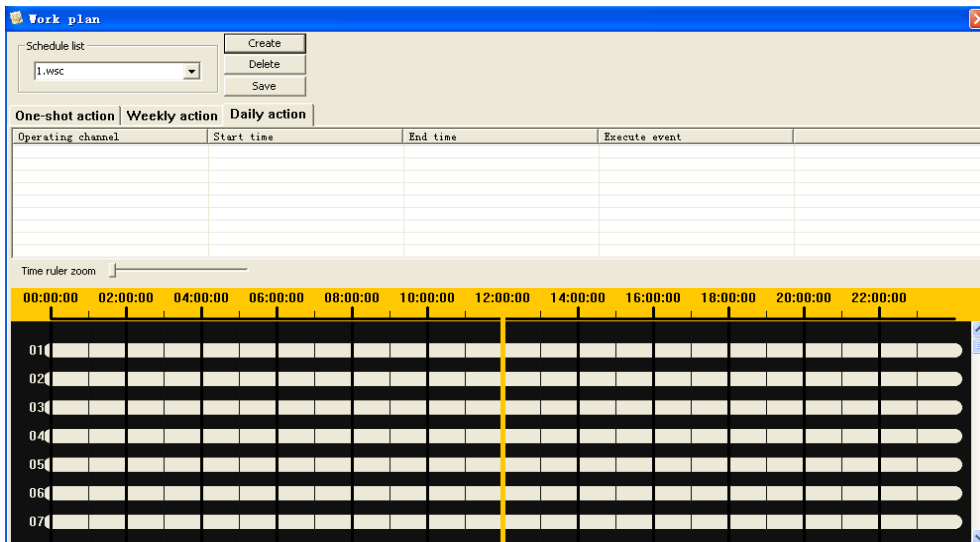 Work plan
Schedule list
1.wsc
Create
Delete
Save
One-shot action Weekly action Daily action
Operating channel Start time End time Execute event
Time ruler zoom
00:00:00 02:00:00 04:00:00 06:00:00 08:00:00 10:00:00 12:00:00 14:00:00 16:00:00 18:00:00 20:00:00 22:00:00
01
02
03
04
05
06
07